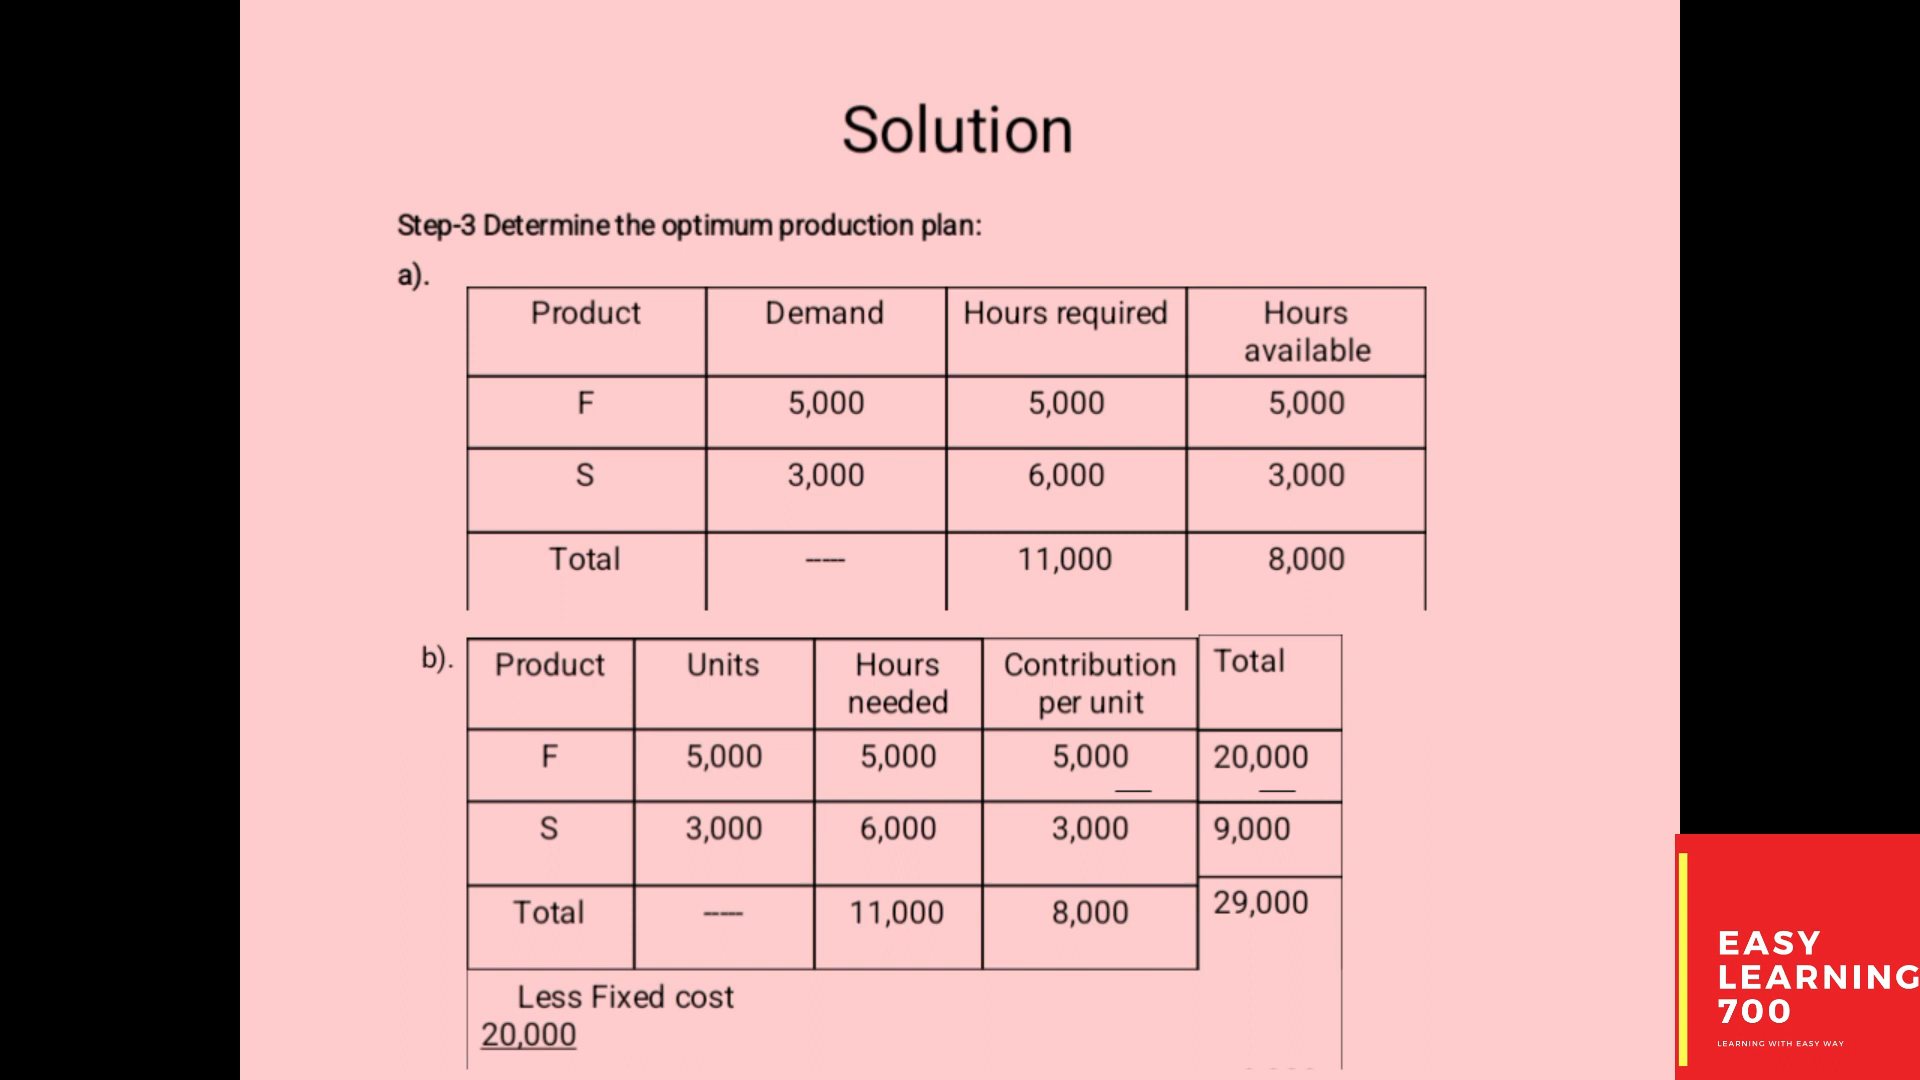 Solution
Step-3 Determine the optimum production plan:
a).
Product Demand Hours required Hours available
F 5,000 5,000 5,000
S 3,000 6,000 3,000
Total ----- 11,000 8,000
b).
Product Units Hours needed Contribution per unit Total
F 5,000 5,000 5,000 20,000
S 3,000 6,000 3,000 9,000
Total ----- 11,000 8,000 29,000
Less Fixed cost
20,000
EASY
LEARNING
700
LEARNING WITH EASY WAY